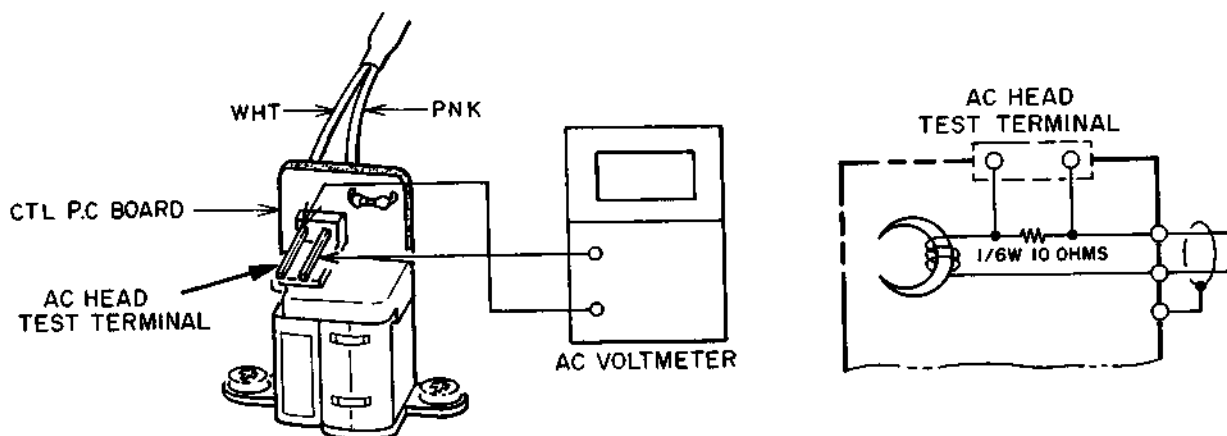 WHT
PNK
CTL P.C BOARD
AC HEAD
TEST TERMINAL
AC VOLTMETER
AC HEAD
TEST TERMINAL
1/6W 10 OHMS